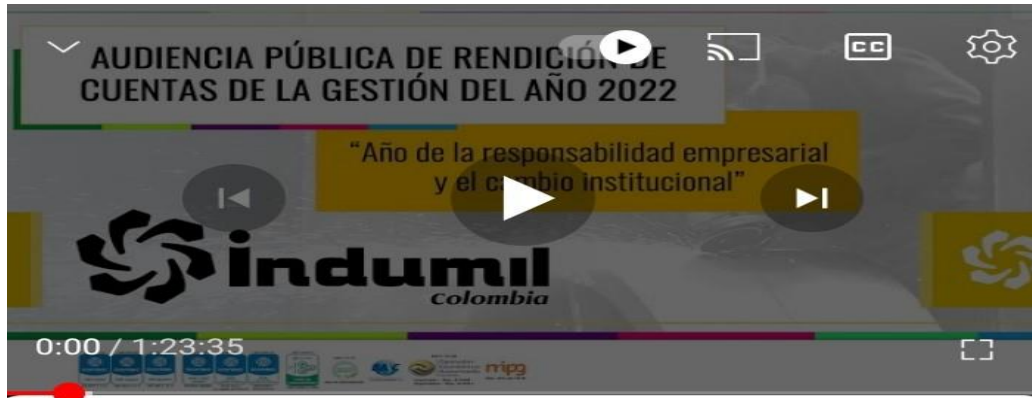 AUDIENCIA PÚBLICA DE RENDICIÓN DE
CUENTAS DE LA GESTIÓN DEL AÑO 2022
CC
"Año de la responsabilidad empresarial
y el cambio institucional"
indumil
Colombia
0:00 / 1:23:35
mipg